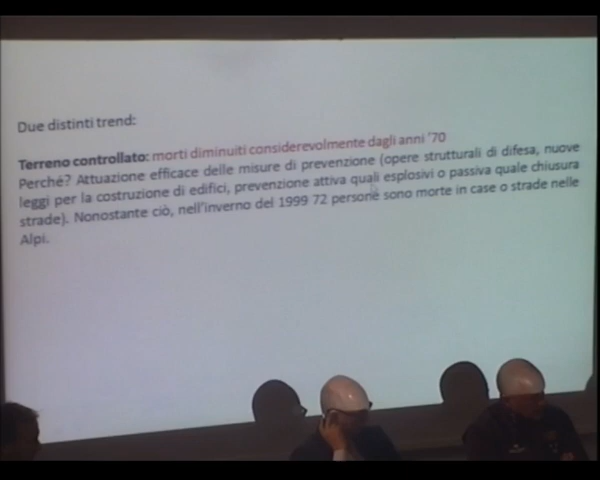 Due distinti trend:
Terreno controllato: morti diminuiti considerevolmente dagli anni '70
Perché? Attuazione efficace delle misure di prevenzione (opere strutturali di difesa, nuove
leggi per la costruzione di edifici, prevenzione attiva quali esplosivi o passiva quale chiusura
strade). Nonostante ciò, nell'inverno del 1999 72 persone sono morte in case o strade nelle
Alpi.